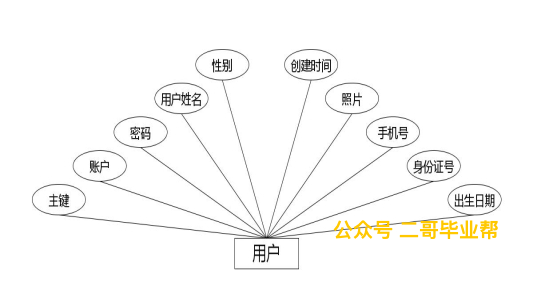 性别
创建时间
用户姓名
照片
密码
手机号
账户
身份证号
主键
出生日期
公众号 二哥毕业帮
用户